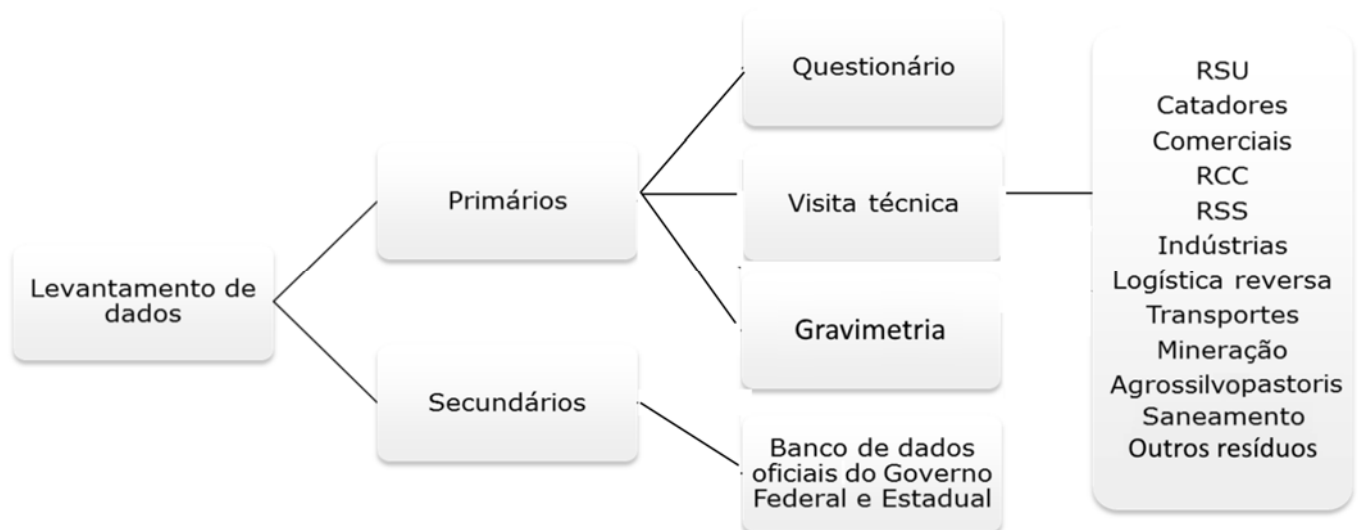 Levantamento de
dados
Primários
Secundários
Questionário
Visita técnica
Gravimetria
Banco de dados
oficiais do Governo
Federal e Estadual
RSU
Catadores
Comerciais
RCC
RSS
Indústrias
Logística reversa
Transportes
Mineração
Agrossilvopastoris
Saneamento
Outros resíduos